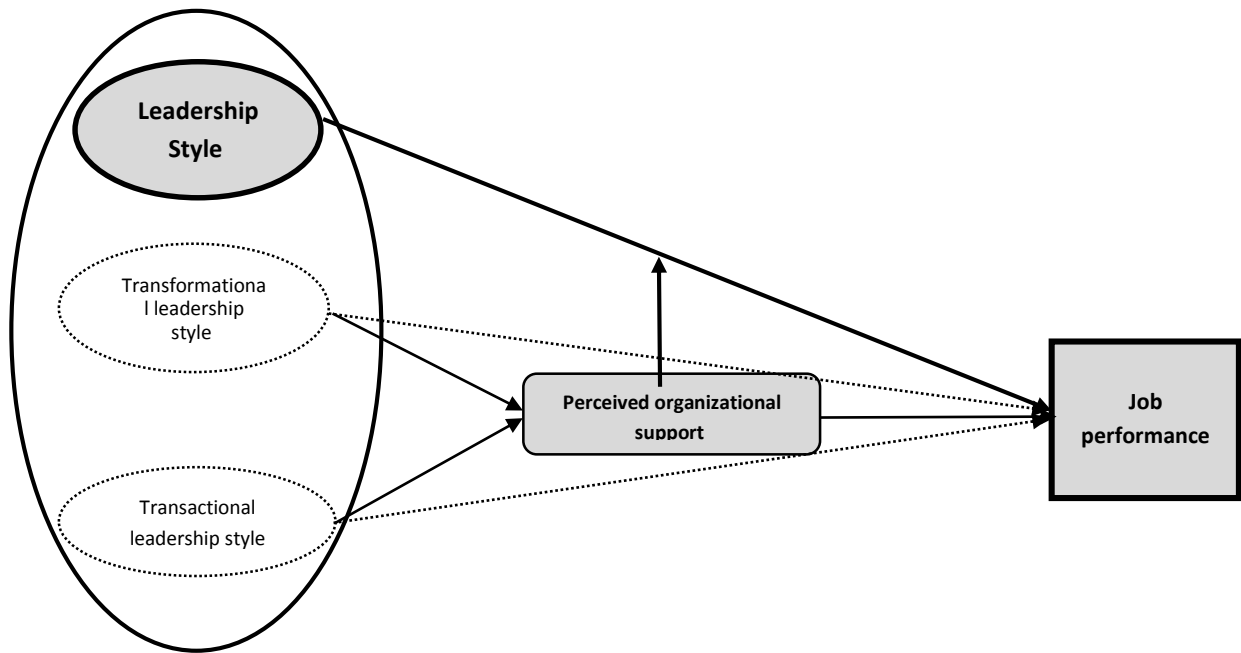 Leadership
Style
Transformationa
l leadership
style
Transactional
leadership style
Perceived organizational
support
Job
performance